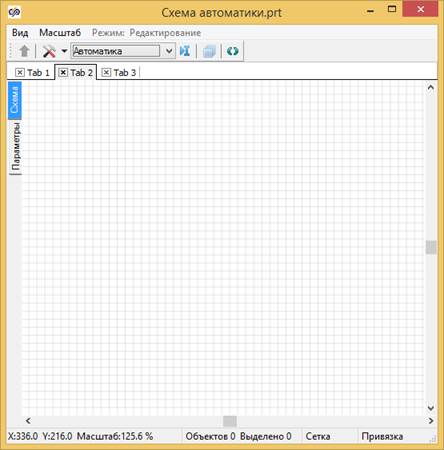 Схема автоматики.prt
Вид Масштаб Режим: Редактирование
Автоматика
Tab 1 Tab 2 Tab 3
Схема
Параметры
X:336.0 Y:216.0 Масштаб:125.6 % Объектов 0 Выделено 0 Сетка Привязка